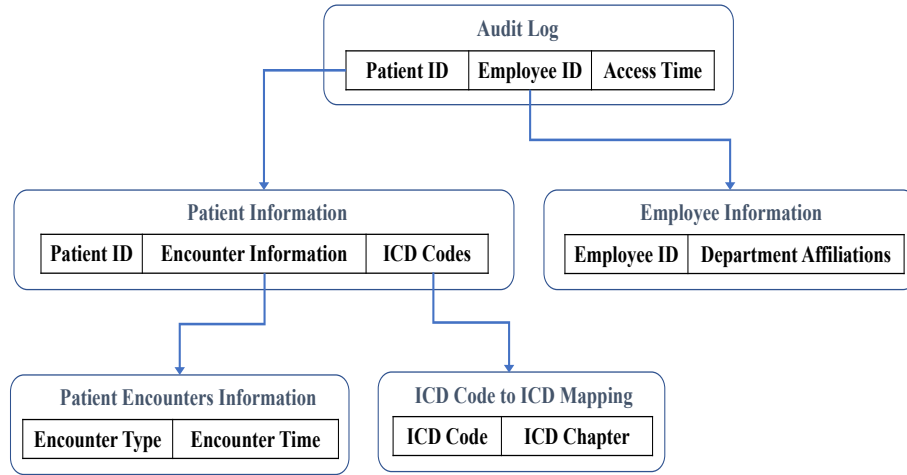 Audit Log
Patient ID Employee ID Access Time
Patient Information
Patient ID Encounter Information ICD Codes
Employee Information
Employee ID Department Affiliations
Patient Encounters Information
Encounter Type Encounter Time
ICD Code to ICD Mapping
ICD Code ICD Chapter